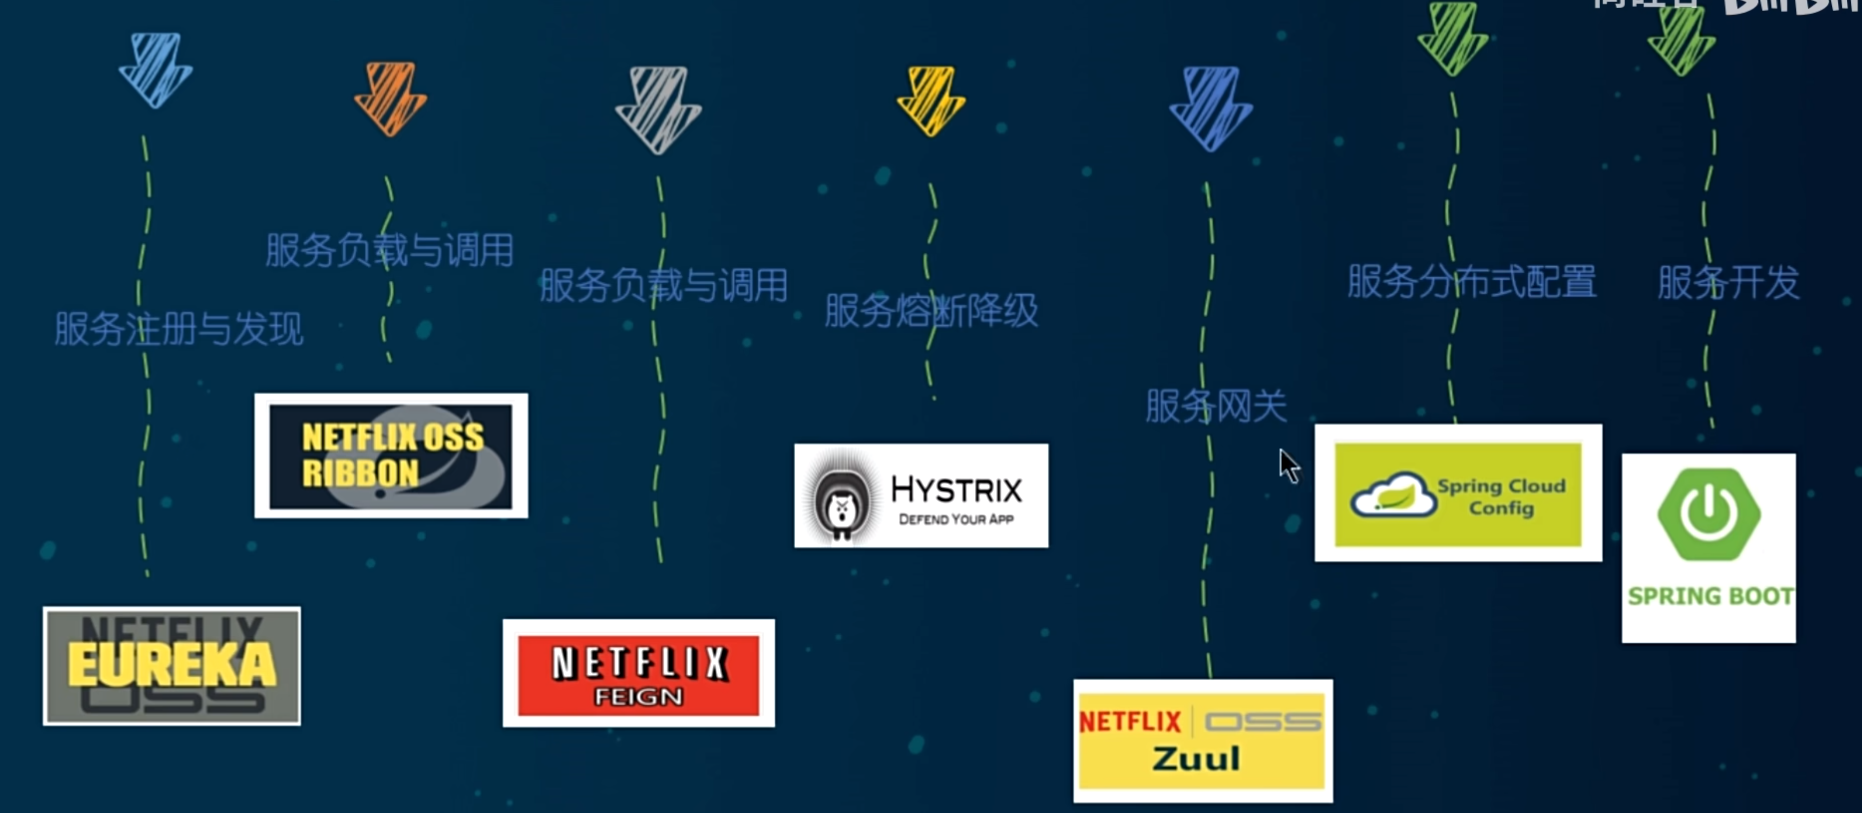 服务负载与调用
服务负载与调用
服务分布式配置
服务开发
服务注册与发现
服务熔断降级
服务网关
NETFLIX OSS
RIBBON
HYSTRIX
DEFEND YOUR APP
Spring Cloud
Config
SPRING BOOT
NETFLIX
EUREKA
OSS
NETFLIX
FEIGN
NETFLIX OSS
Zuul